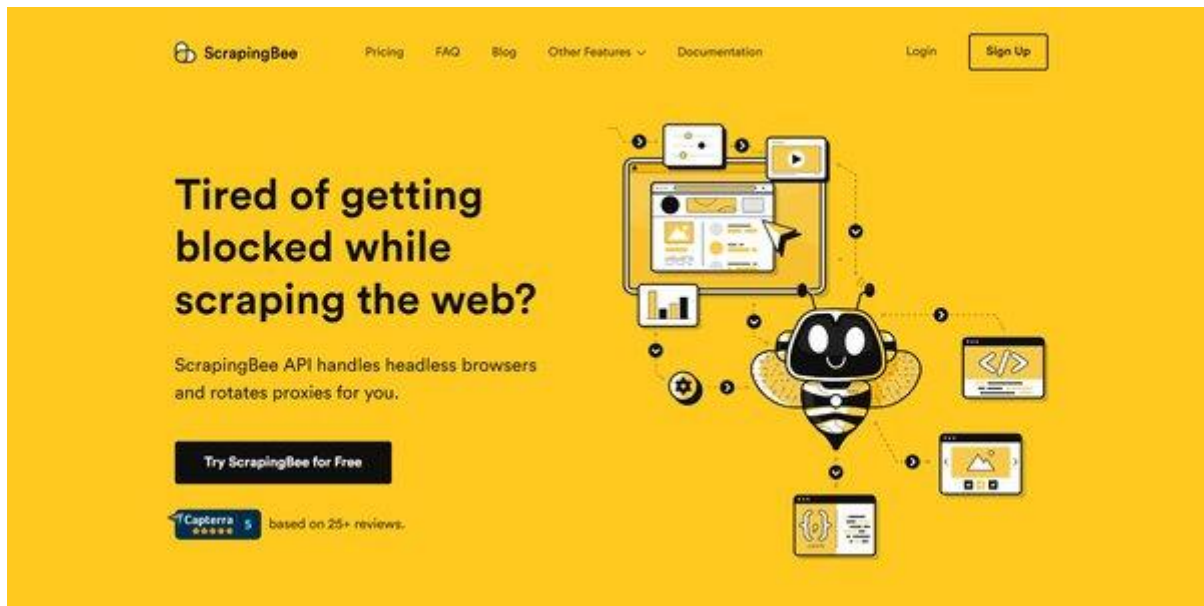 ScrapingBee
Pricing
FAQ
Blog
Other Features
Documentation
Login
Sign Up
Tired of getting
blocked while
scraping the web?
ScrapingBee API handles headless browsers
and rotates proxies for you.
Try ScrapingBee for Free
Capterra 5
based on 25+ reviews.